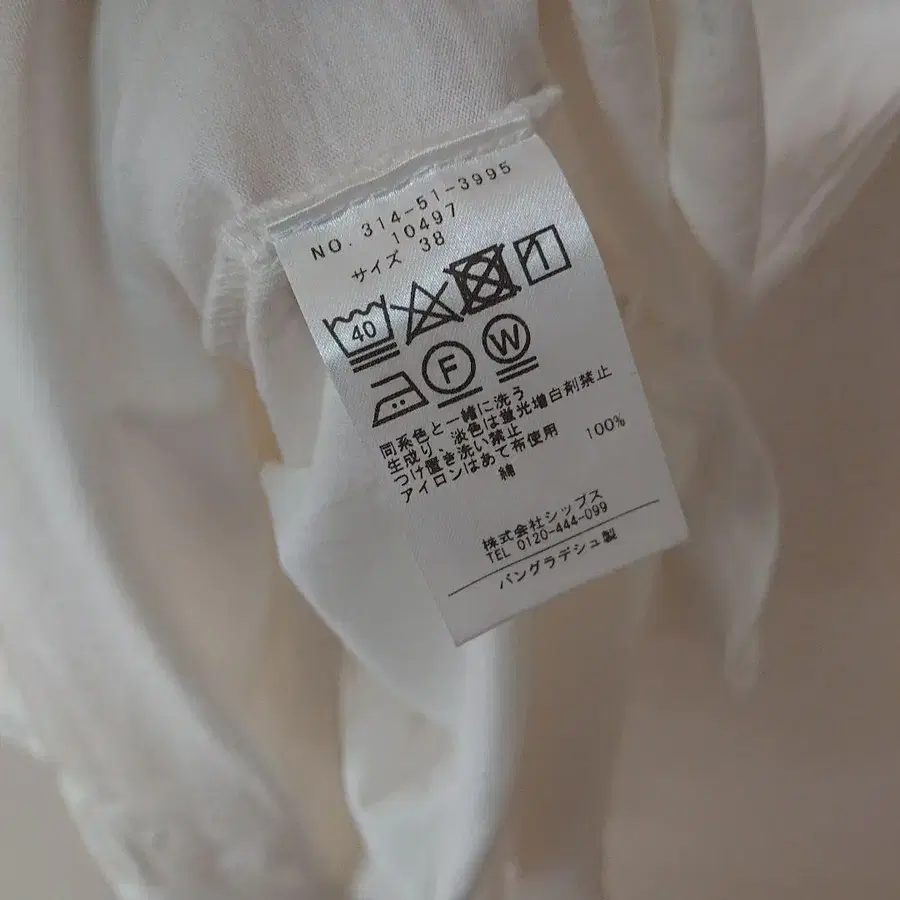 NO. 314-51-3995
10497
サイズ 38
40
F W
同系色と一緒に洗う
生成り、淡色は蛍光増白剤禁止
つけ置き洗い禁止
アイロンはあて布使用
綿 100%
株式会社シップス
TEL 0120-444-099
バングラデシュ製